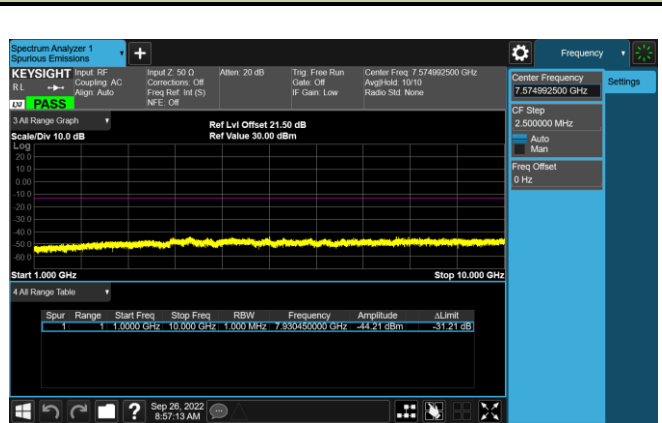 Spectrum Analyzer 1
Spurious Emissions
Frequency
KEYSIGHT Input: RF Input Z: 50 Ω Atten: 20 dB Trig: Free Run Center Freq: 7.574992500 GHz
RL Coupling: AC Corrections: Off Gate: Off Avg|Hold: 10/10
Align: Auto Freq Ref: Int (S) IF Gain: Low Radio Std: None
LXI PASS NFE: Off
Center Frequency
7.574992500 GHz
Settings
CF Step
2.500000 MHz
Auto
Man
Freq Offset
0 Hz
3 All Range Graph
Ref Lvl Offset 21.50 dB
Scale/Div 10.0 dB Ref Value 30.00 dBm
Log
20.0
10.0
0.00
-10.0
-20.0
-30.0
-40.0
-50.0
-60.0
Start 1.000 GHz Stop 10.000 GHz
4 All Range Table
Spur Range Start Freq Stop Freq RBW Frequency Amplitude ΔLimit
1 1 1.0000 GHz 10.000 GHz 1.000 MHz 7.930450000 GHz -44.21 dBm -31.21 dB
? Sep 26, 2022
8:57:13 AM